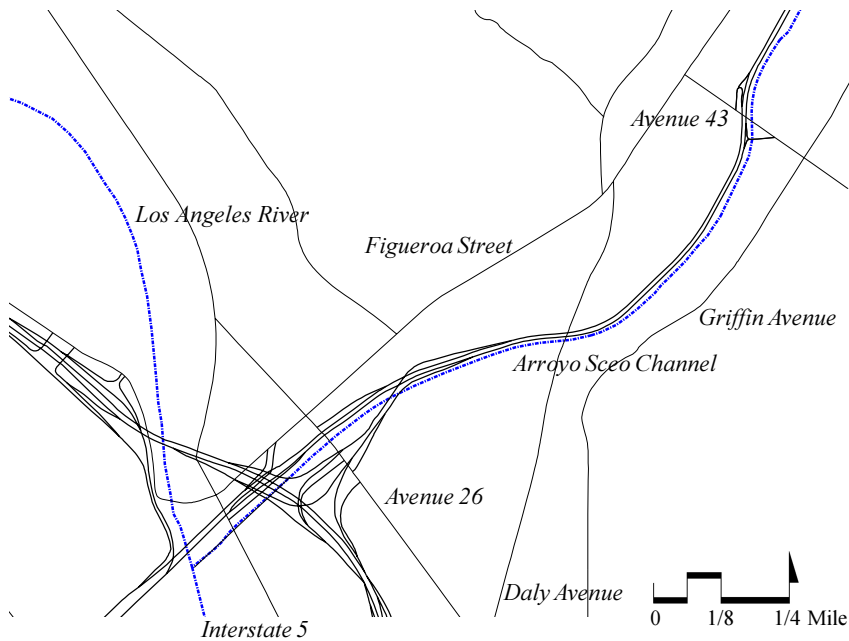 Avenue 43
Los Angeles River
Figueroa Street
Griffin Avenue
Arroyo Sceo Channel
Avenue 26
Daly Avenue
0 1/8 1/4 Mile
Interstate 5